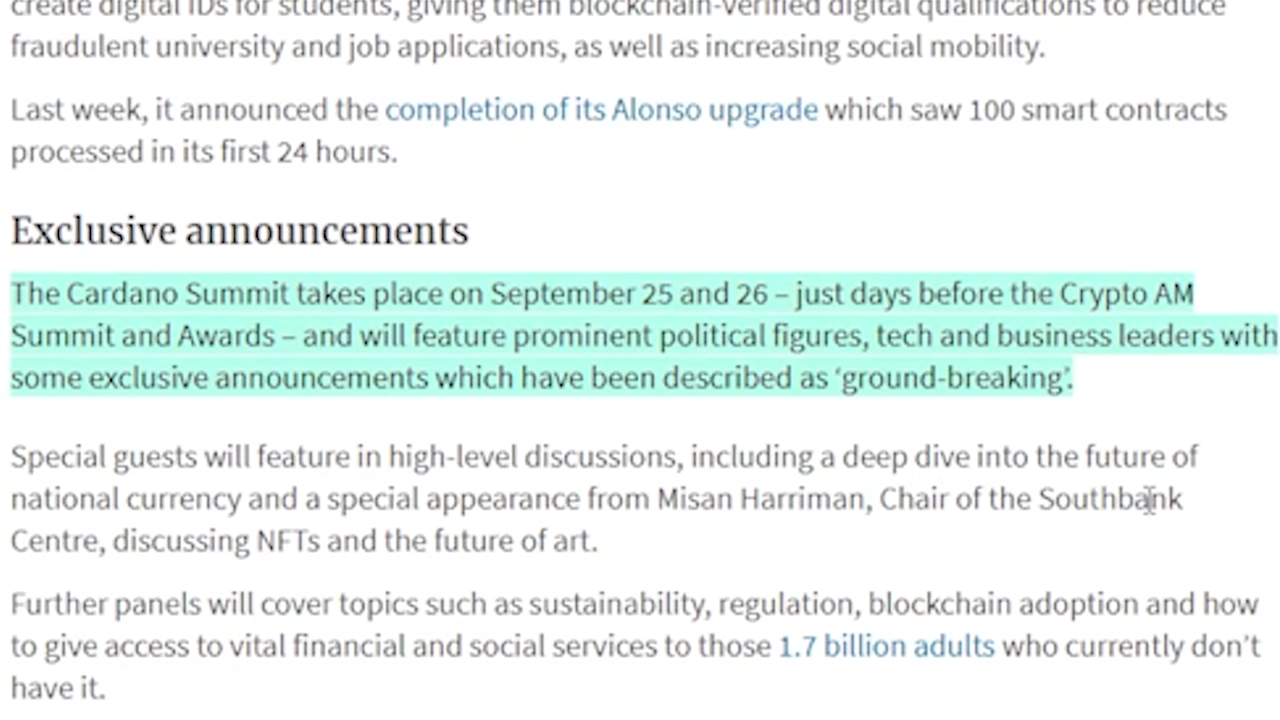 create digital IDs for students, giving them blockchain-verified digital qualifications to reduce
fraudulent university and job applications, as well as increasing social mobility.
Last week, it announced the completion of its Alonso upgrade which saw 100 smart contracts
processed in its first 24 hours.
Exclusive announcements
The Cardano Summit takes place on September 25 and 26 – just days before the Crypto AM
Summit and Awards – and will feature prominent political figures, tech and business leaders with
some exclusive announcements which have been described as ‘ground-breaking’.
Special guests will feature in high-level discussions, including a deep dive into the future of
national currency and a special appearance from Misan Harriman, Chair of the Southbank
Centre, discussing NFTs and the future of art.
Further panels will cover topics such as sustainability, regulation, blockchain adoption and how
to give access to vital financial and social services to those 1.7 billion adults who currently don’t
have it.